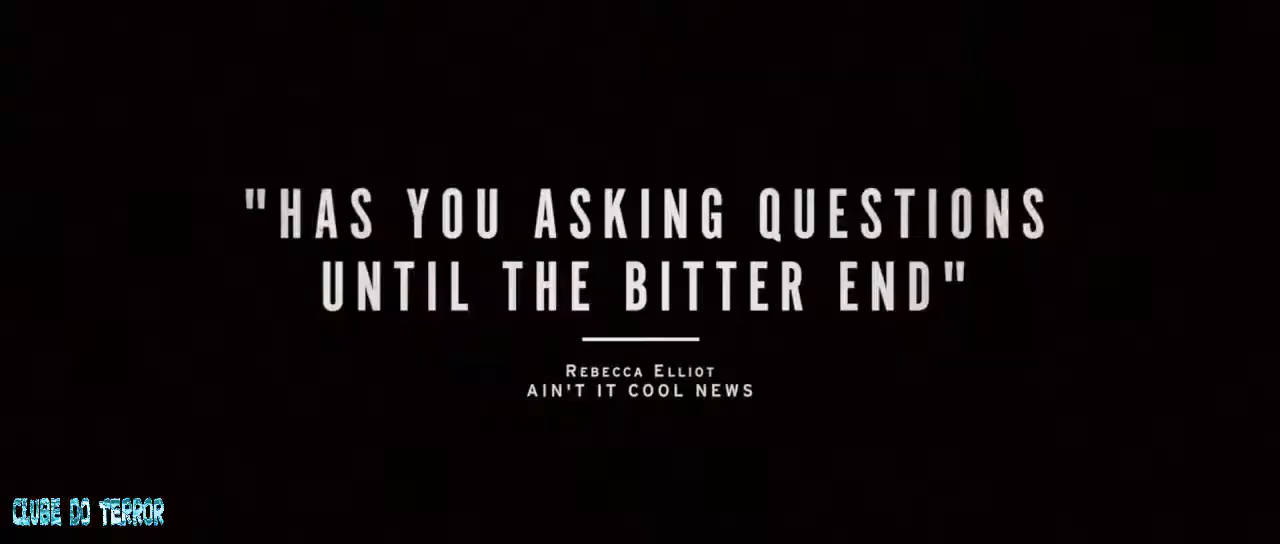 "HAS YOU ASKING QUESTIONS
UNTIL THE BITTER END"
REBECCA ELLIOT
AIN'T IT COOL NEWS
CLUBE DO TERROR